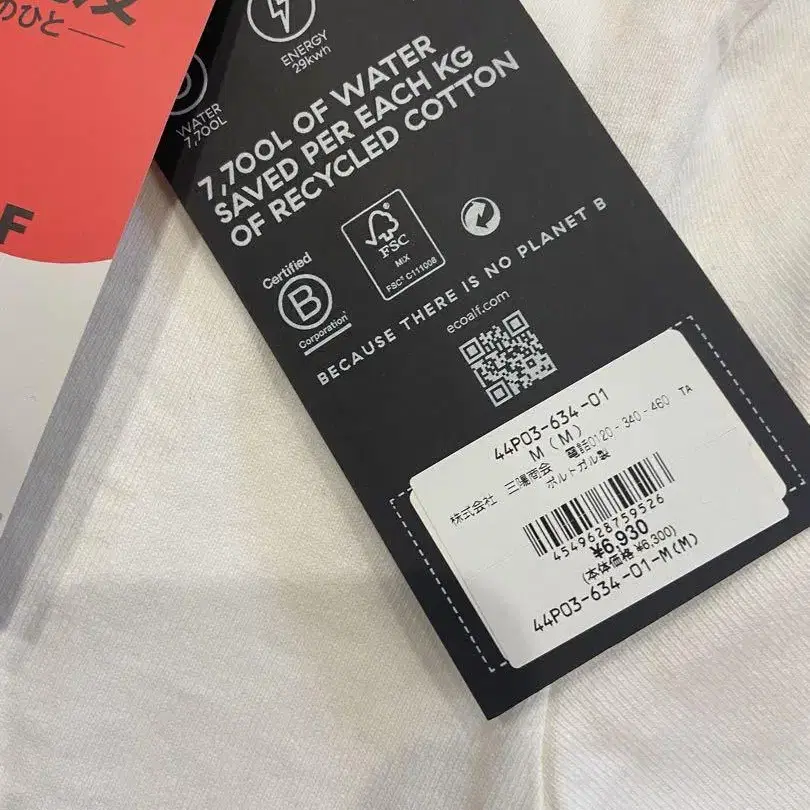 のひと
F
ENERGY
29kwh
WATER
7,700L
7,700L OF WATER
SAVED PER EACH KG
OF RECYCLED COTTON
Certified
B
Corporation
FSC
MIX
FSC® C111008
BECAUSE THERE IS NO PLANET B
ecoalf.com
44P03-634-01
M(M)
株式会社 三陽商会 電話0120-340-460 TA
ポルトガル製
4549628759526
¥6,930
(本体価格 ¥6,300)
44P03-634-01-M(M)